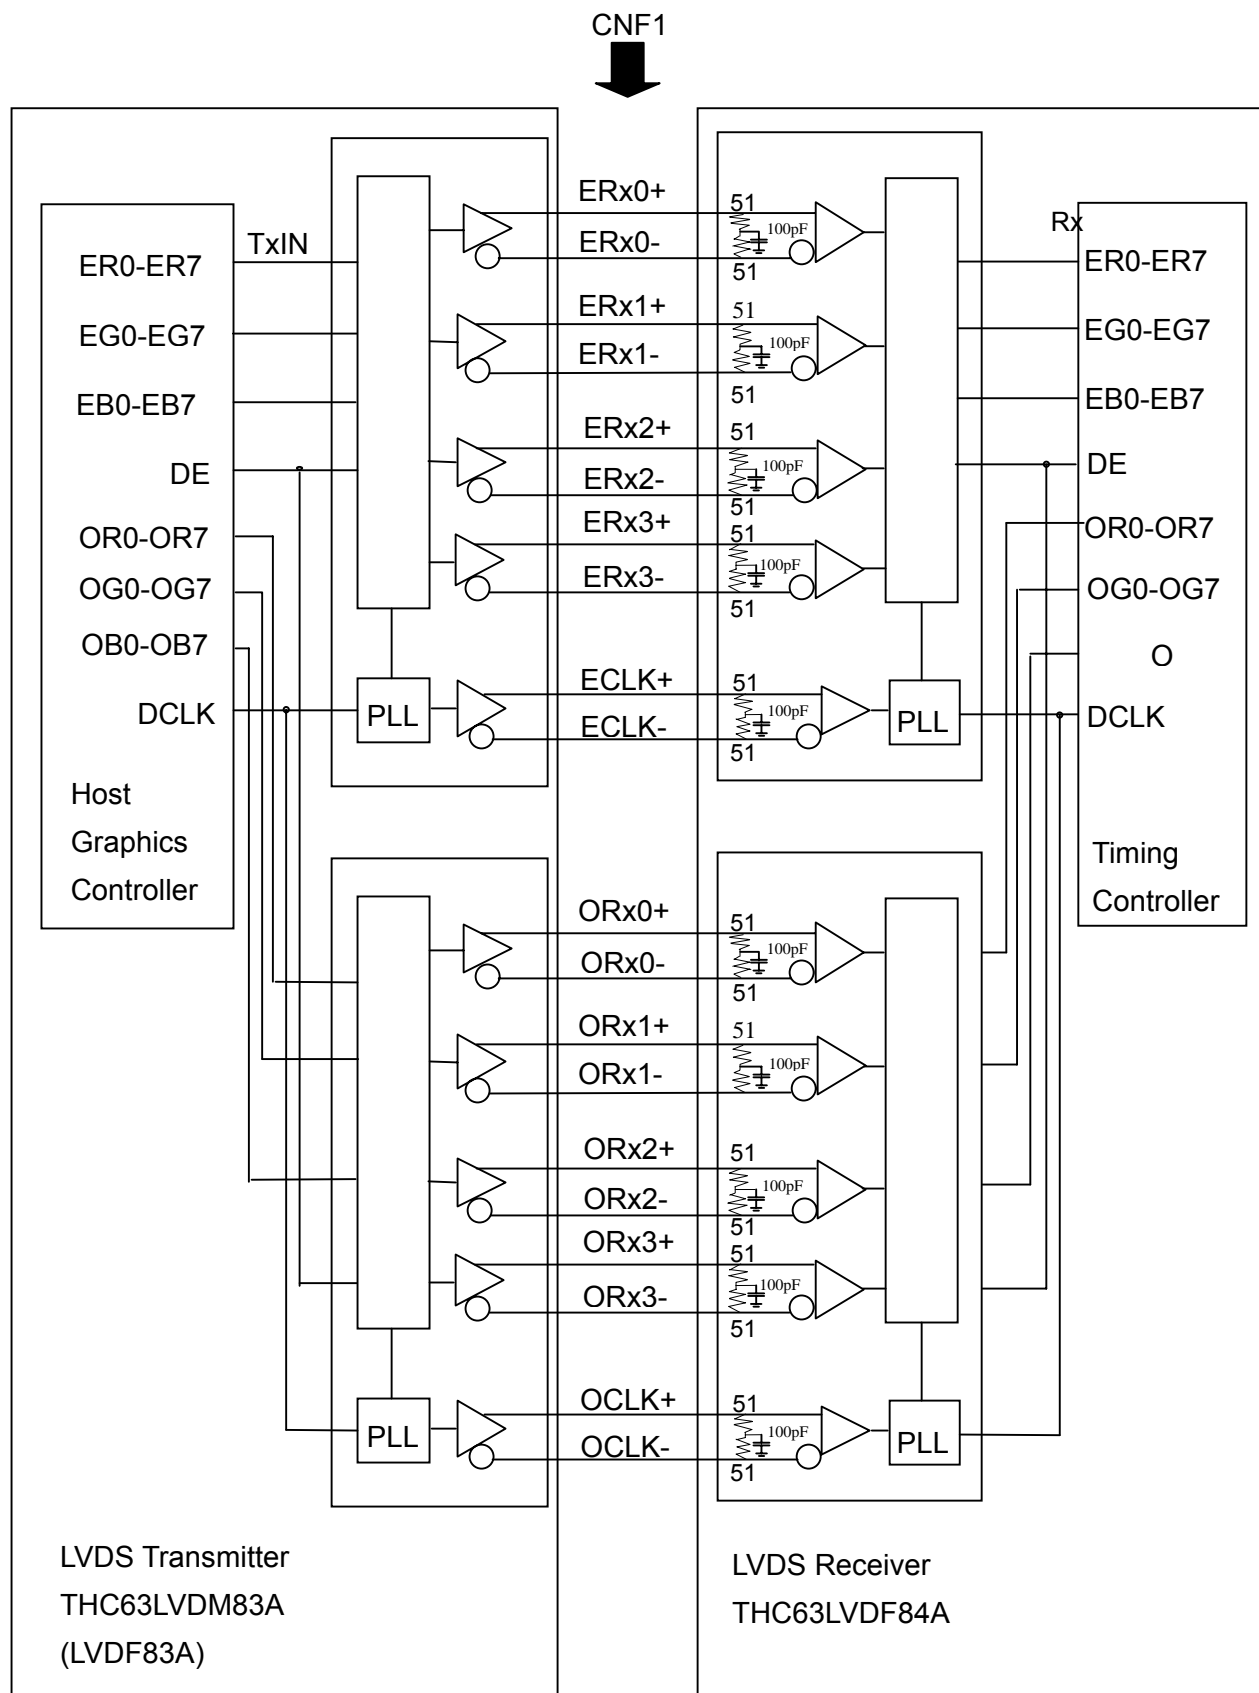 CNF1
TxIN
ER0-ER7
EG0-EG7
EB0-EB7
DE
OR0-OR7
OG0-OG7
OB0-OB7
DCLK
Host
Graphics
Controller
PLL
ERx0+
ERx0-
ERx1+
ERx1-
ERx2+
ERx2-
ERx3+
ERx3-
ECLK+
ECLK-
51
100pF
51
51
100pF
51
51
100pF
51
51
100pF
51
51
100pF
51
PLL
Rx
ER0-ER7
EG0-EG7
EB0-EB7
DE
OR0-OR7
OG0-OG7
O
DCLK
Timing
Controller
PLL
ORx0+
ORx0-
ORx1+
ORx1-
ORx2+
ORx2-
ORx3+
ORx3-
OCLK+
OCLK-
51
100pF
51
51
100pF
51
100pF
51
51
100pF
51
51
100pF
51
PLL
LVDS Transmitter
THC63LVDM83A
(LVDF83A)
LVDS Receiver
THC63LVDF84A